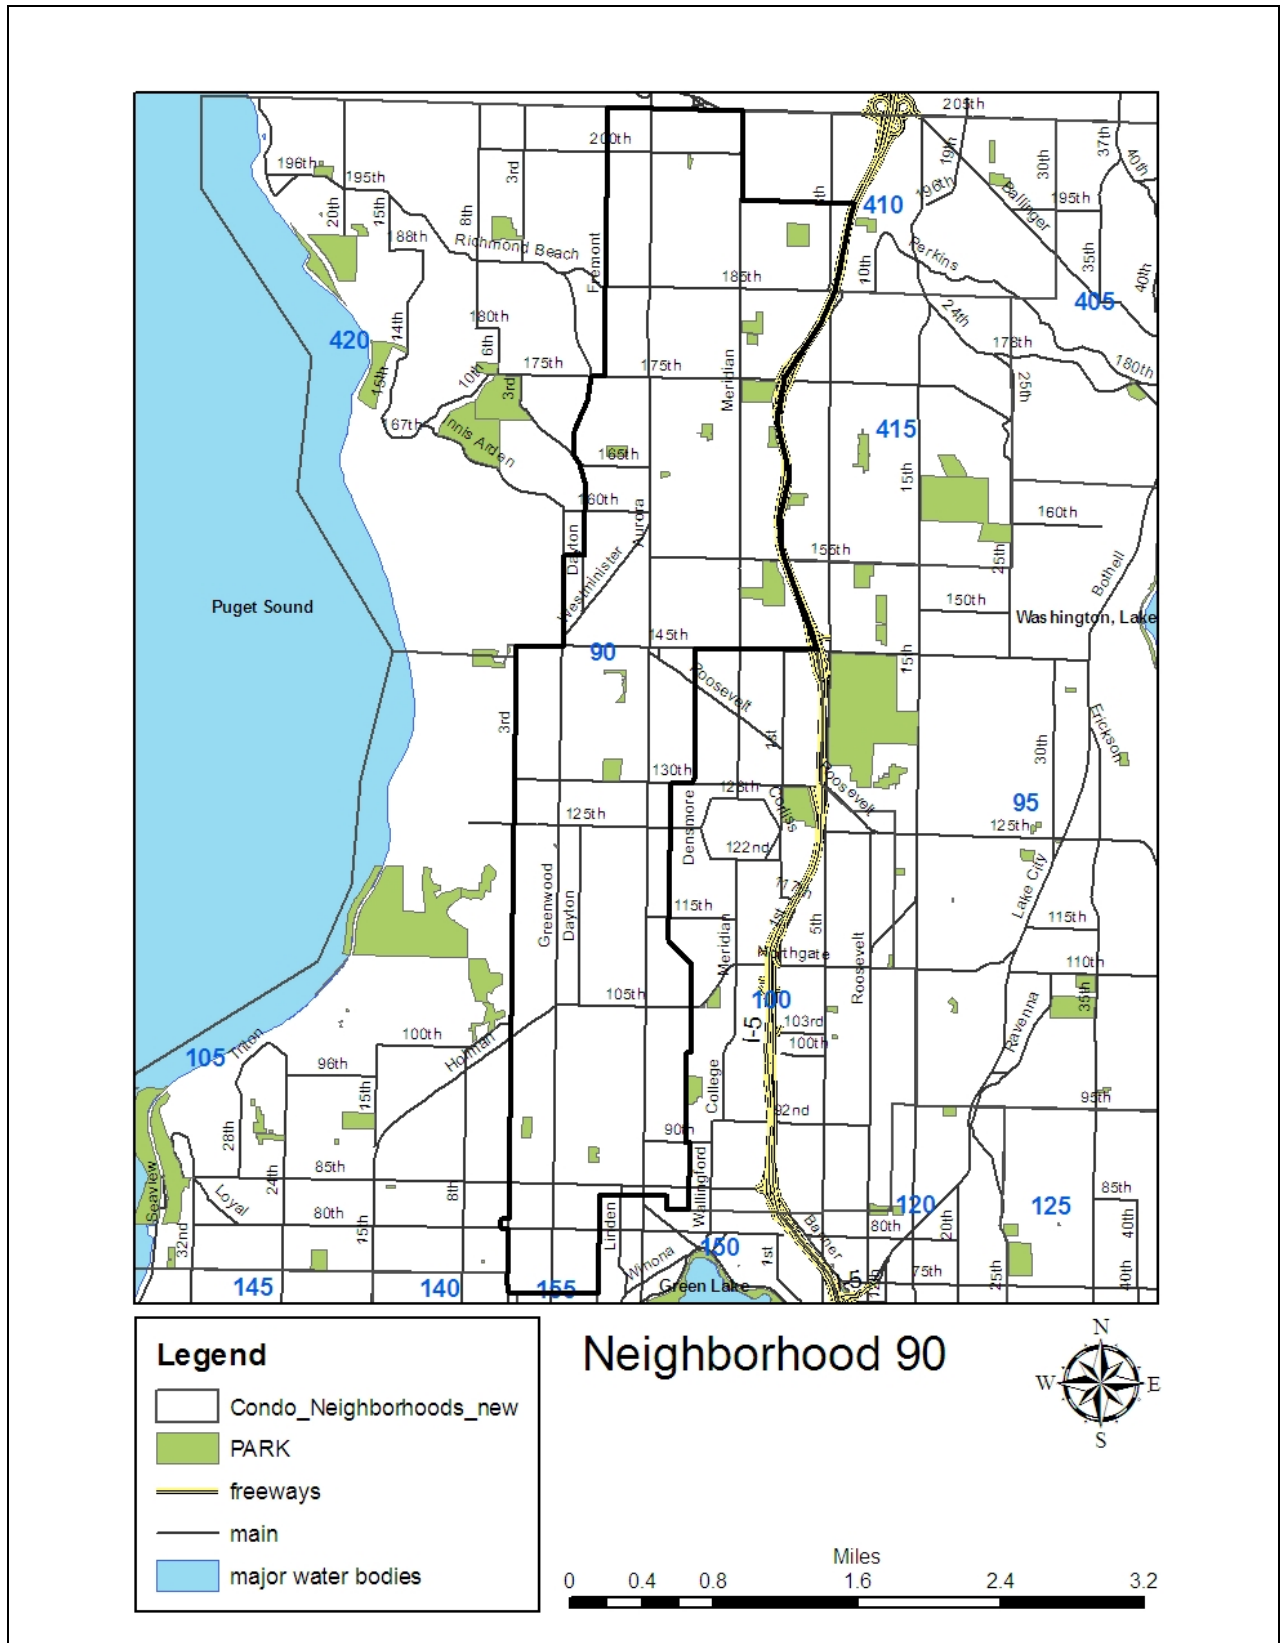 205th
200th
196th
195th
3rd
20th
15th
8th
188th
Richmond Beach
Fremont
19th
196th
30th
37th
40th
Ballinger
195th
410
Perkins
10th
35th
40th
185th
405
180th
420
14th
6th
24th
178th
180th
175th
175th
10th
3rd
15th
Meridian
25th
167th
Innis Arden
415
165th
15th
160th
160th
Aurora
Dayton
Westminister
155th
25th
Bothell
150th
Puget Sound
Washington, Lake
145th
90
15th
Roosevelt
3rd
1st
Erickson
30th
130th
128th
Roosevelt
Corliss
95
125th
125th
Densmore
122nd
Lake City
117th
Greenwood
Dayton
115th
1st
5th
115th
Meridian
Northgate
Roosevelt
110th
105th
100
35th
I-5
103rd
100th
Ravenna
100th
Holman
105
Triton
96th
15th
College
92nd
95th
90th
28th
85th
24th
8th
Wallingford
Seaview
Loyal
80th
15th
32nd
Linden
120
125
85th
80th
20th
40th
Banner
150
1st
Winona
Green Lake
5
12th
75th
25th
40th
145
140
155
Legend
Condo_Neighborhoods_new
PARK
freeways
main
major water bodies
Neighborhood 90
N
W
E
S
Miles
0 0.4 0.8 1.6 2.4 3.2